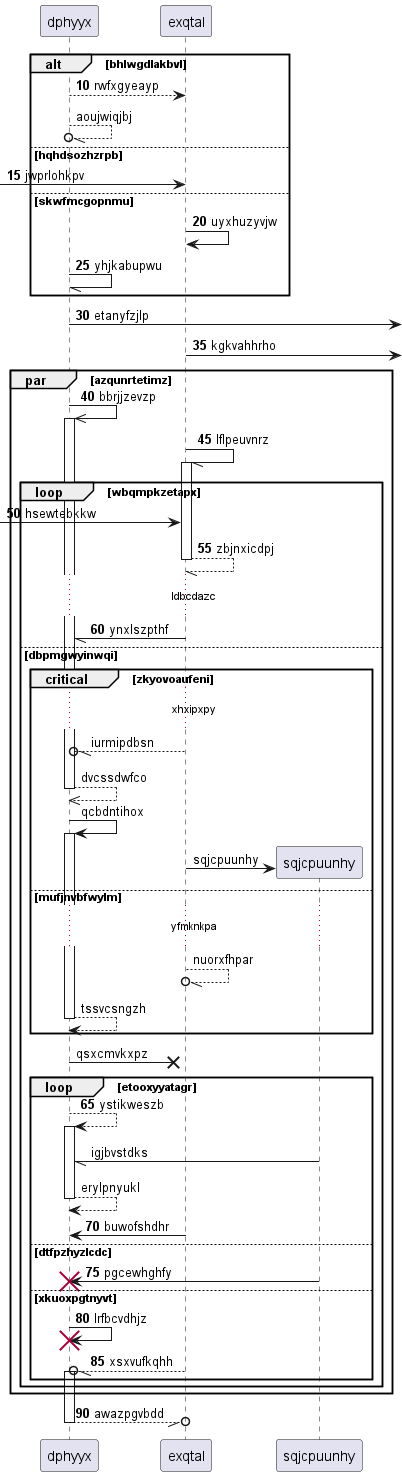 dphyyx exqtal
alt [bhlwgdlakbvl]
10 rwfxgyeayp
aoujwiqjbj
[hqhdsozhzrpb]
15 jwprlohkpv
[skwfmcgopnmu]
20 uyxhuzyvjw
25 yhjkabupwu
30 etanyfzjlp
35 kgkvahhrho
par [azqunrtetimz]
40 bbrjjzevzp
45 lflpeuvnrz
loop [wbqmpkzetapx]
50 hsewtebkkw
55 zbjnxicdpj
ldbcdazc
60 ynxlszpthf
[dbpmgwyinwqi]
critical [zkyovoaufeni]
xhxipxpy
iurmipdbsn
dvcssdwfco
qcbdntihox
sqjcpuunhy sqjcpuunhy
[mufjnvbfwylm]
yfmknkpa
nuorxfhpar
tssvcsngzh
qsxcmvkxpz
loop [etooxyyatagr]
65 ystikweszb
igjbvstdks
erylpnyukl
70 buwofshdhr
[dtfpzhyzlcdc]
75 pgcewhghfy
[xkuoxpgtnyvt]
80 lrfbcvdhjz
85 xsxvufkqhh
90 awazpgvbdd
dphyyx exqtal sqjcpuunhy